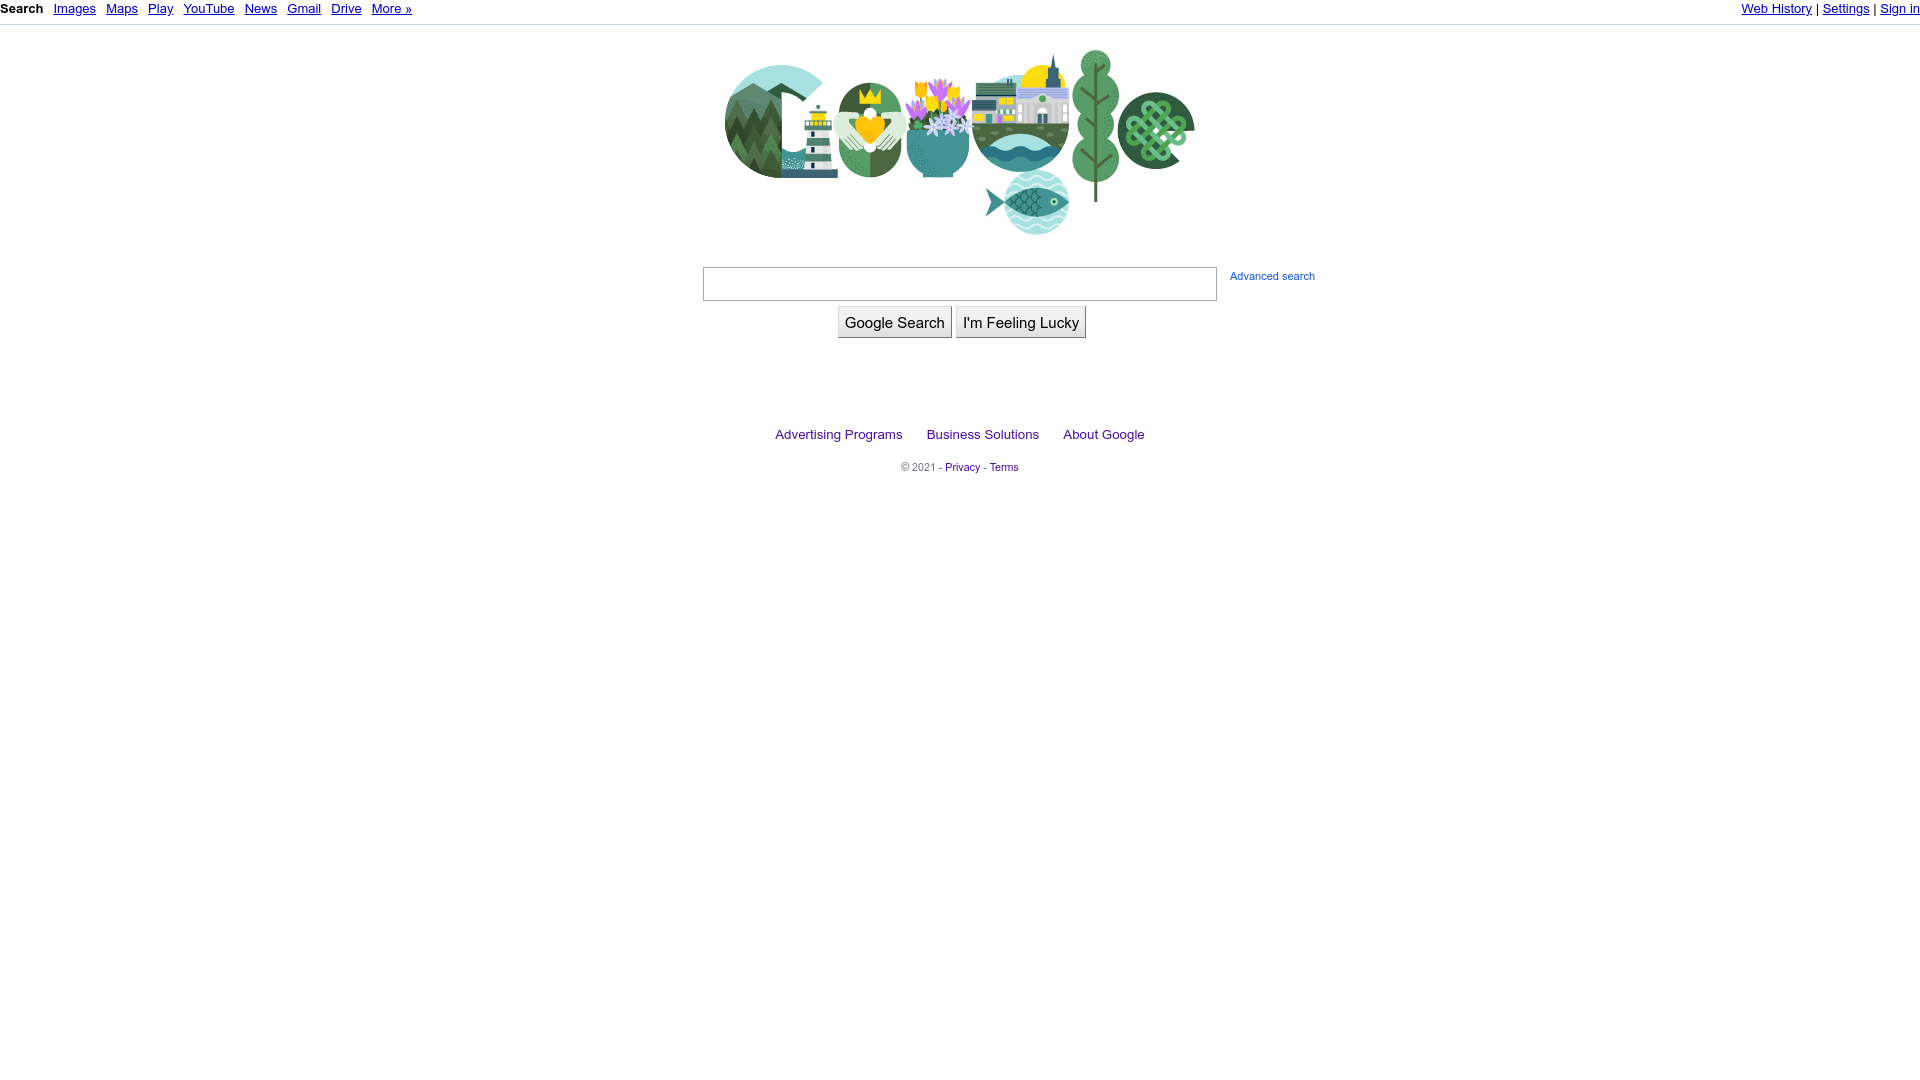 Search Images Maps Play YouTube News Gmail Drive More »
Web History | Settings | Sign in
Advanced search
Google Search I'm Feeling Lucky
Advertising Programs Business Solutions About Google
© 2021 - Privacy - Terms